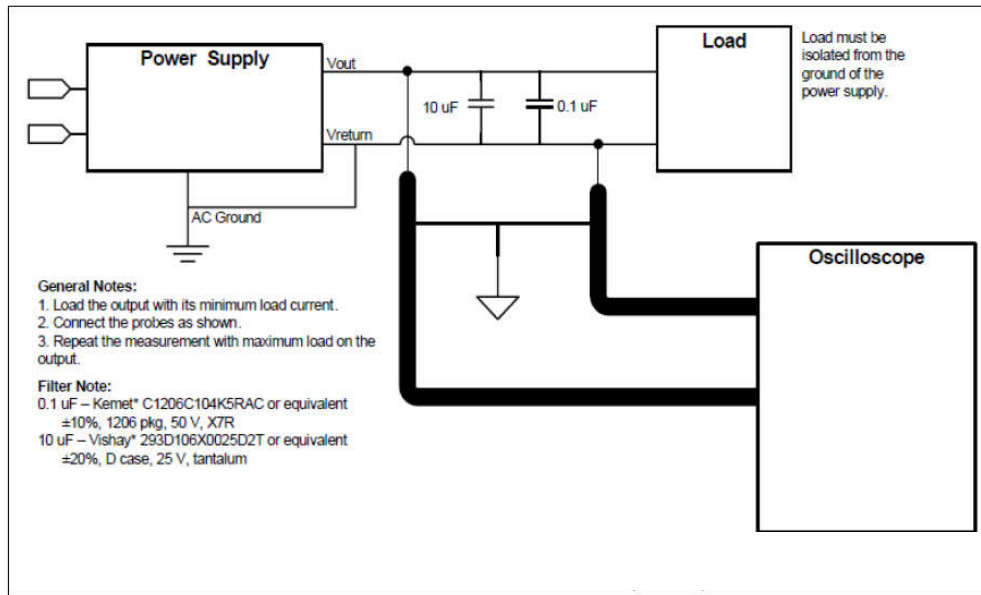 Power Supply
Vout
Vreturn
AC Ground
10 uF
0.1 uF
Load
Load must be
isolated from the
ground of the
power supply.
Oscilloscope
General Notes:
1. Load the output with its minimum load current.
2. Connect the probes as shown.
3. Repeat the measurement with maximum load on the
output.
Filter Note:
0.1 uF – Kemet* C1206C104K5RAC or equivalent
±10%, 1206 pkg, 50 V, X7R
10 uF – Vishay* 293D106X0025D2T or equivalent
±20%, D case, 25 V, tantalum